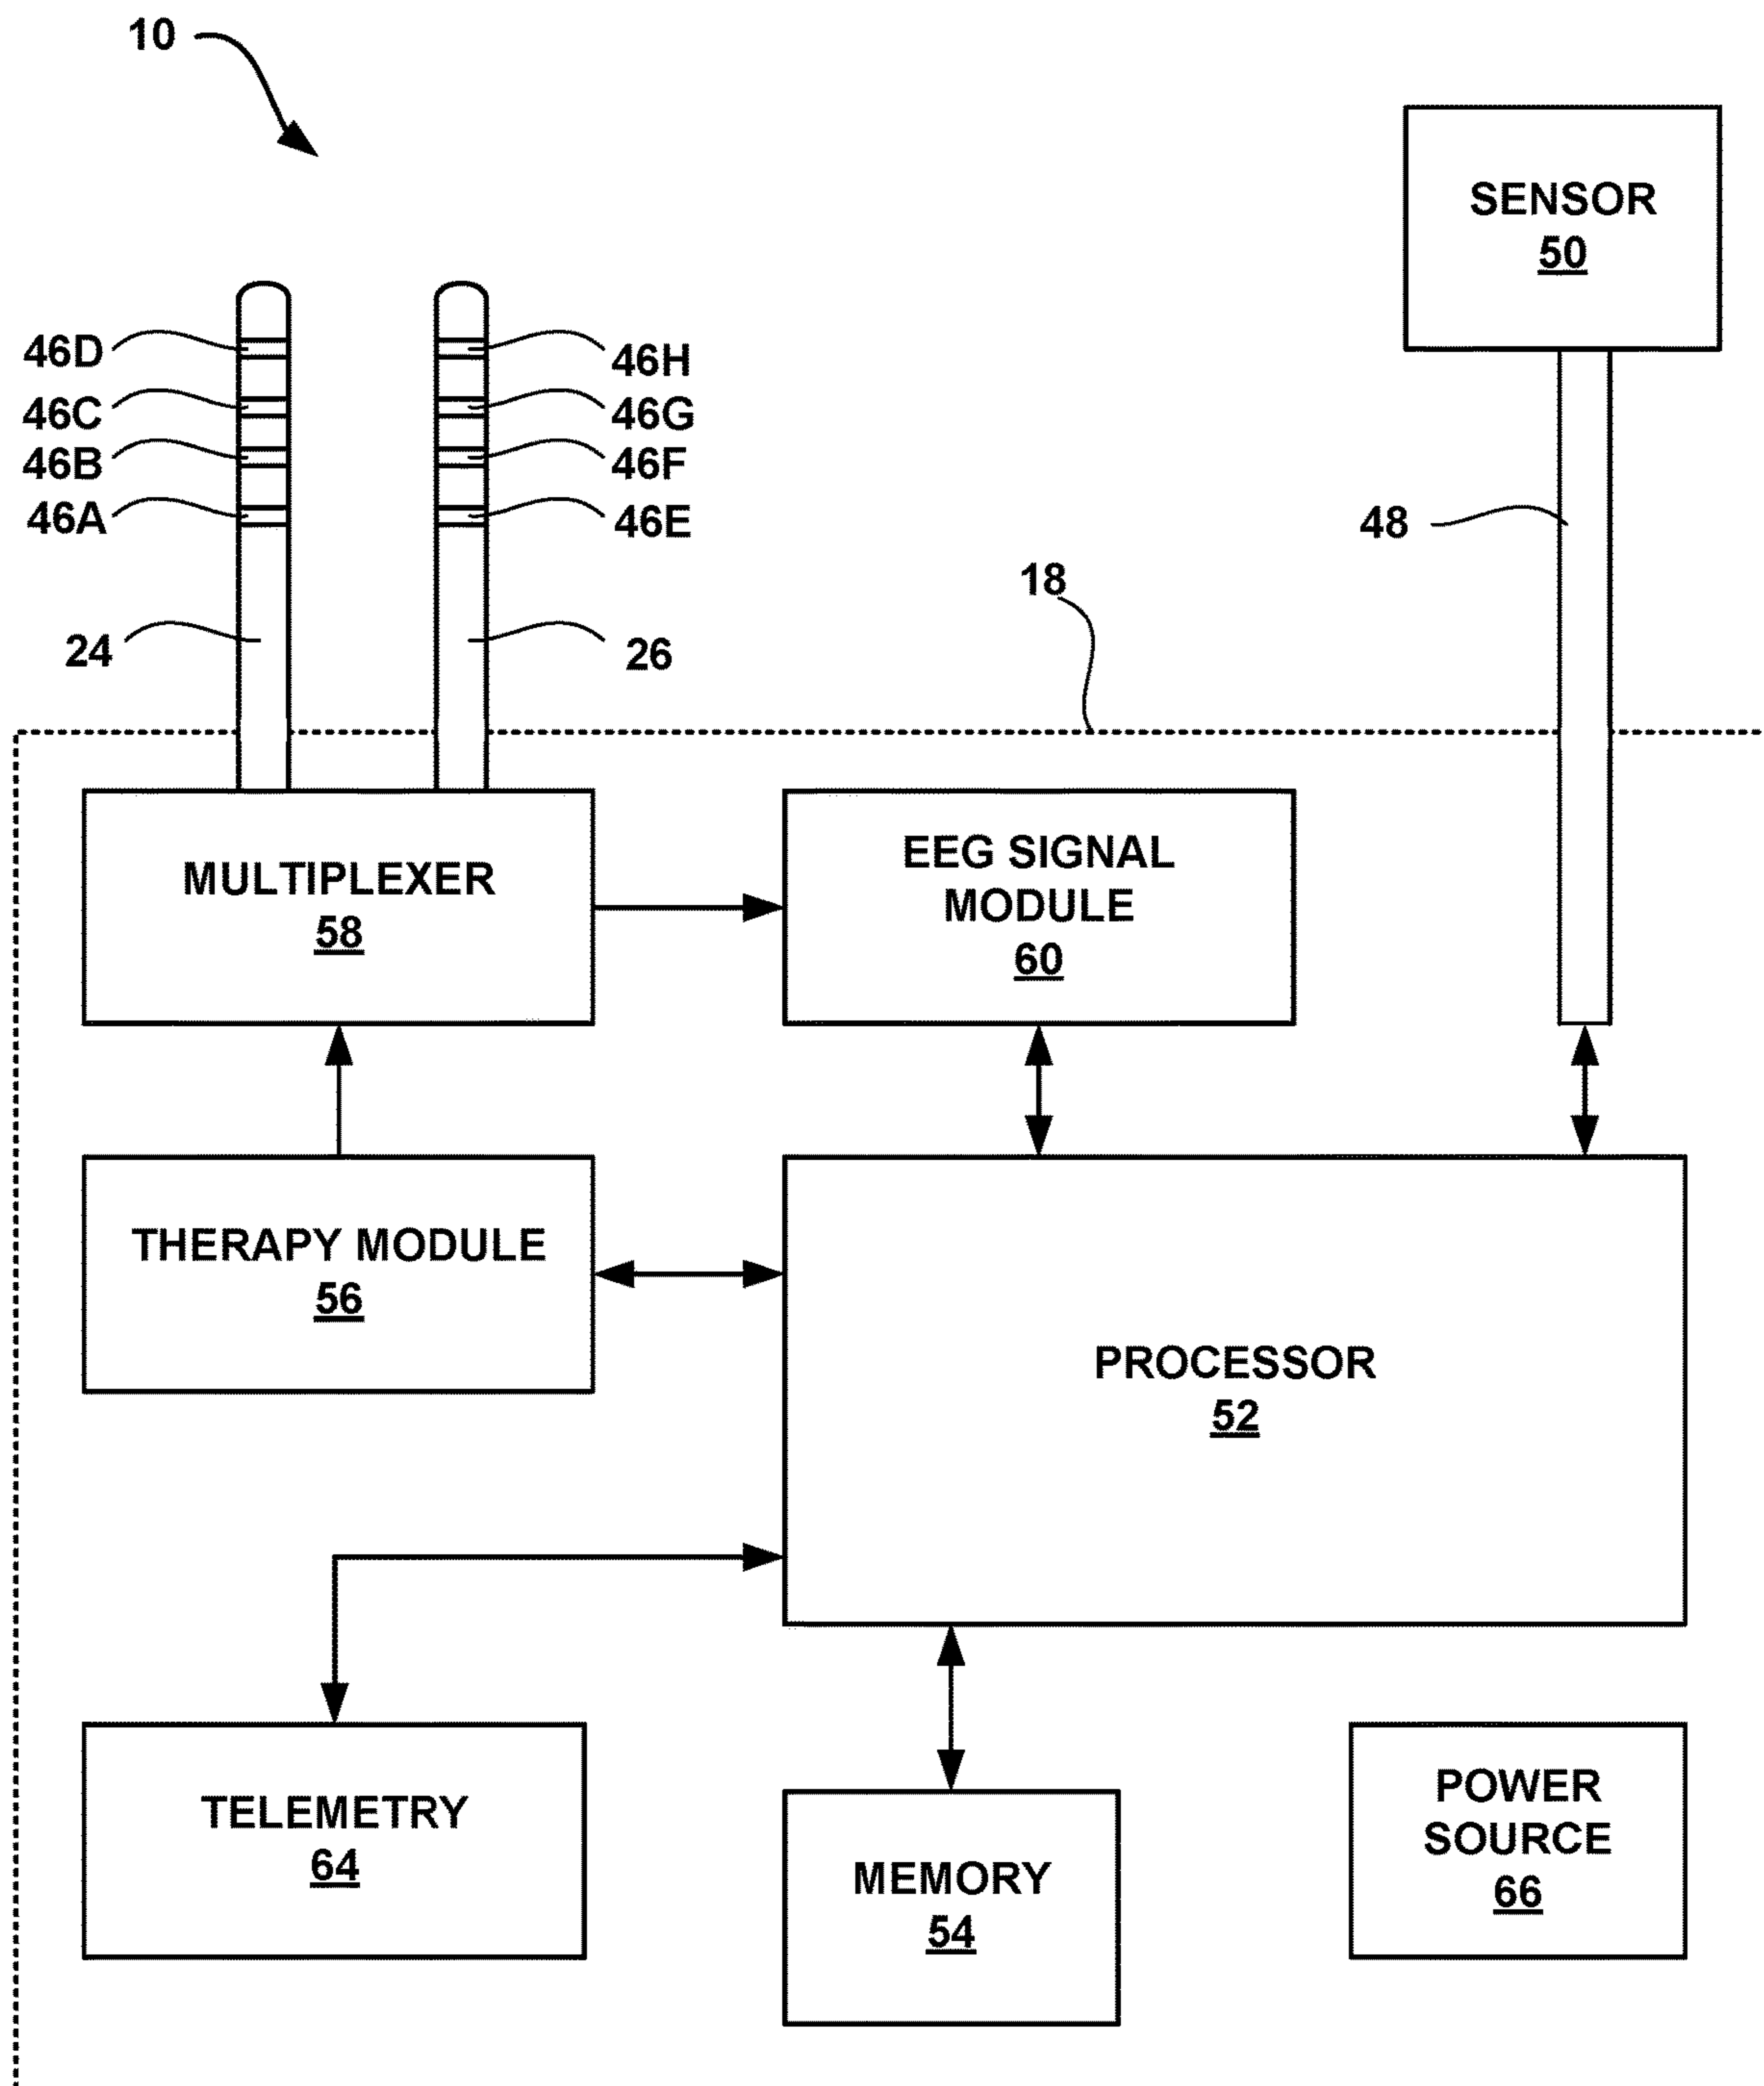 10
SENSOR
50
46D
46H
46C
46G
46B
46F
46A
46E
48
18
24
26
MULTIPLEXER
58
EEG SIGNAL
MODULE
60
THERAPY MODULE
56
PROCESSOR
52
TELEMETRY
64
MEMORY
54
POWER
SOURCE
66